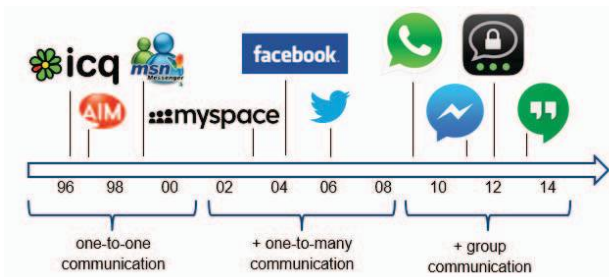 icq
msn
Messenger
facebook.
AIM
myspace
96 98 00 02 04 06 08 10 12 14
one-to-one
communication
+ one-to-many
communication
+ group
communication